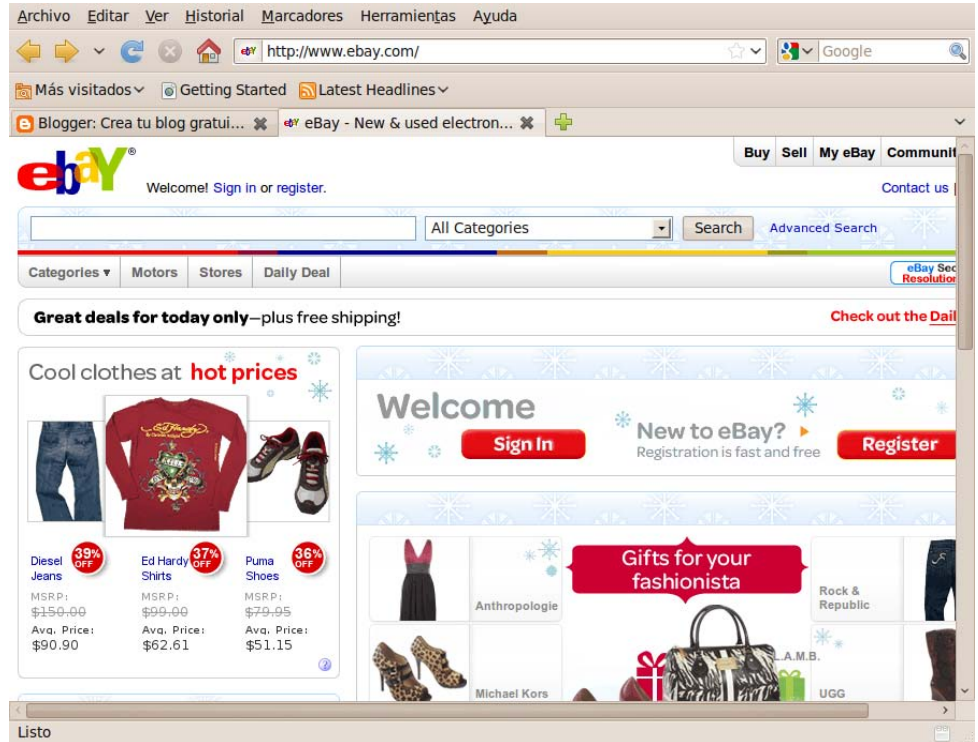 Archivo Editar Ver Historial Marcadores Herramientas Ayuda
http://www.ebay.com/ Google
Más visitados Getting Started Latest Headlines
Blogger: Crea tu blog gratui... eBay - New & used electron...
ebY® Buy Sell My eBay Communit
Welcome! Sign in or register. Contact us |
All Categories Search Advanced Search
Categories Motors Stores Daily Deal eBay Sec
Resolution
Great deals for today only—plus free shipping! Check out the Dail
Cool clothes at hot prices
Welcome
Sign In
New to eBay?
Registration is fast and free
Register
39% OFF 37% OFF 36% OFF
Diesel Jeans
Ed Hardy Shirts
Puma Shoes
MSRP: MSRP: MSRP:
$150.00 $99.00 $79.95
Avg. Price: Avg. Price: Avg. Price:
$90.90 $62.61 $51.15
Gifts for your
fashionista
Anthropologie
Rock &
Republic
L.A.M.B.
Michael Kors
UGG
Listo